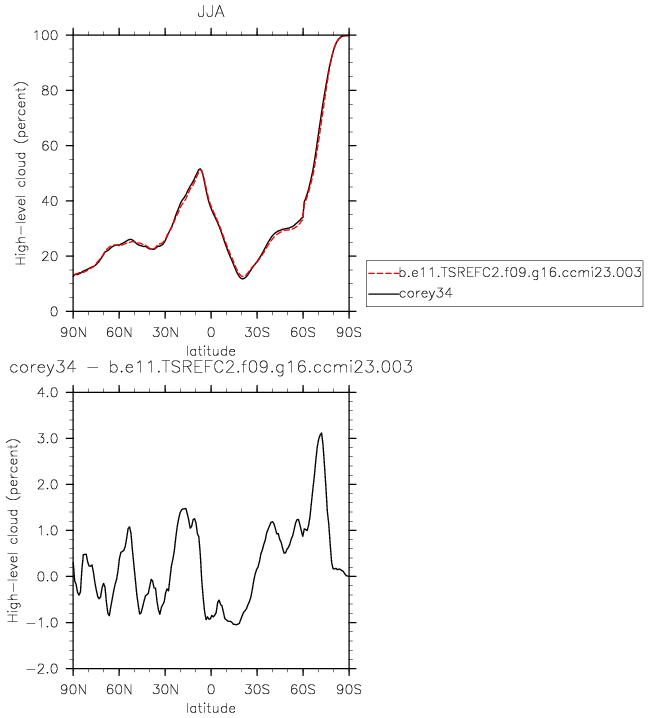 JJA
100
80
60
40
20
0
High-level cloud (percent)
90N 60N 30N 0 30S 60S 90S
latitude
b.e11.TSREFC2.f09.g16.ccmi23.003
corey34
corey34 - b.e11.TSREFC2.f09.g16.ccmi23.003
4.0
3.0
2.0
1.0
0.0
-1.0
-2.0
High-level cloud (percent)
90N 60N 30N 0 30S 60S 90S
latitude